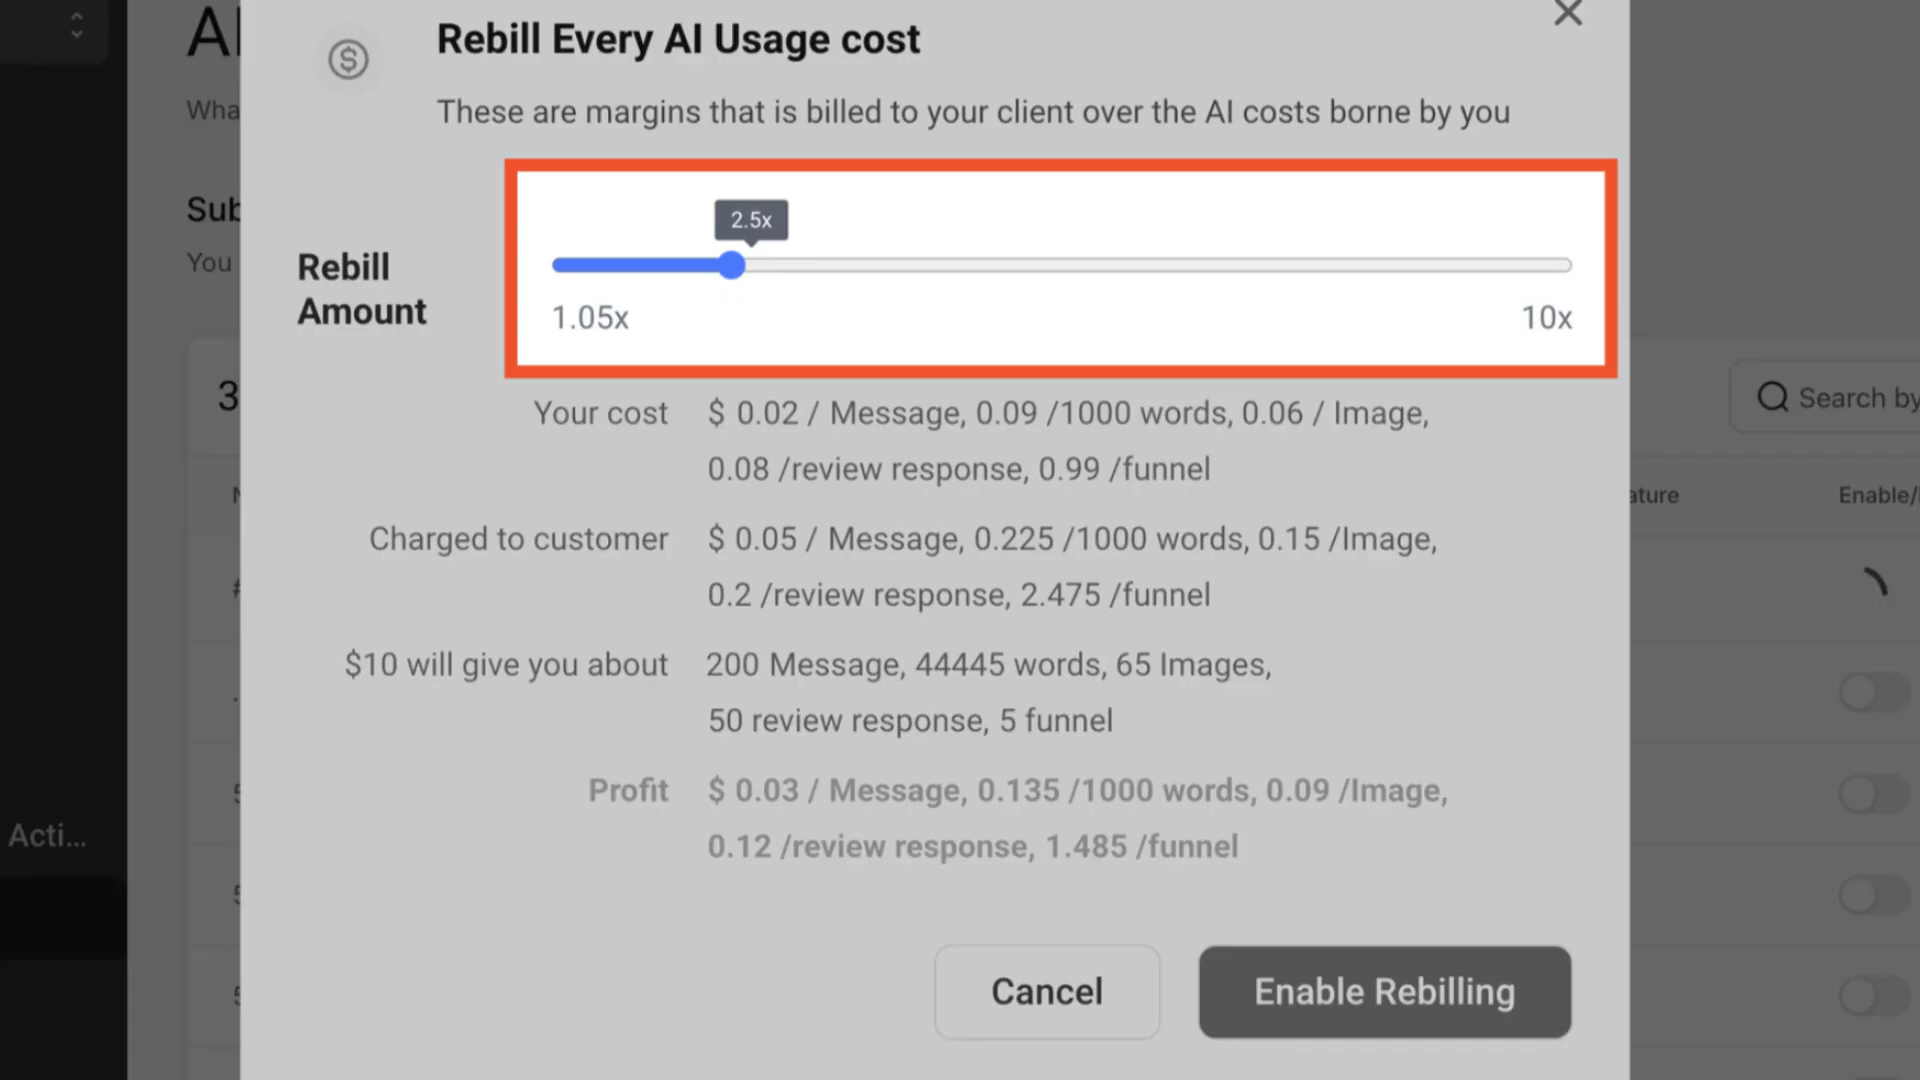 Rebill Every AI Usage cost
These are margins that is billed to your client over the AI costs borne by you
Sub
You
2.5x
Rebill
Amount
1.05x
10x
3
Search by
Your cost
$ 0.02 / Message, 0.09 /1000 words, 0.06 / Image,
0.08 /review response, 0.99 /funnel
ature
Enable/
Charged to customer
$ 0.05 / Message, 0.225 /1000 words, 0.15 /Image,
0.2 /review response, 2.475 /funnel
$10 will give you about
200 Message, 44445 words, 65 Images,
50 review response, 5 funnel
Profit
$ 0.03 / Message, 0.135 /1000 words, 0.09 /Image,
0.12 /review response, 1.485 /funnel
Acti...
Cancel
Enable Rebilling